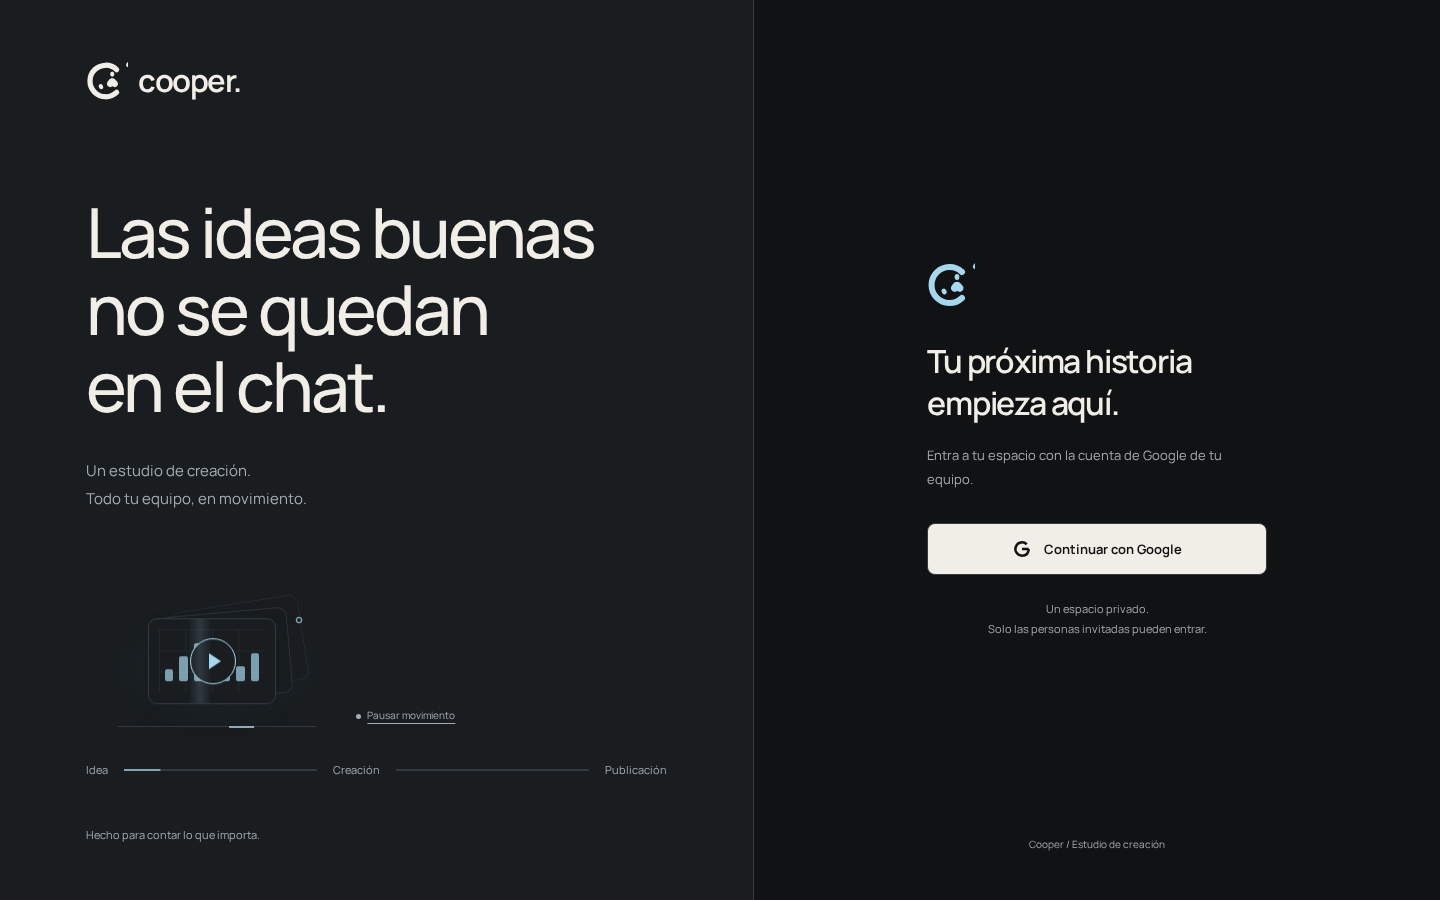 cooper.
Las ideas buenas
no se quedan
en el chat.
Un estudio de creación.
Todo tu equipo, en movimiento.
Pausar movimiento
Idea
Creación
Publicación
Hecho para contar lo que importa.
Tu próxima historia
empieza aquí.
Entra a tu espacio con la cuenta de Google de tu
equipo.
Continuar con Google
Un espacio privado.
Solo las personas invitadas pueden entrar.
Cooper / Estudio de creación